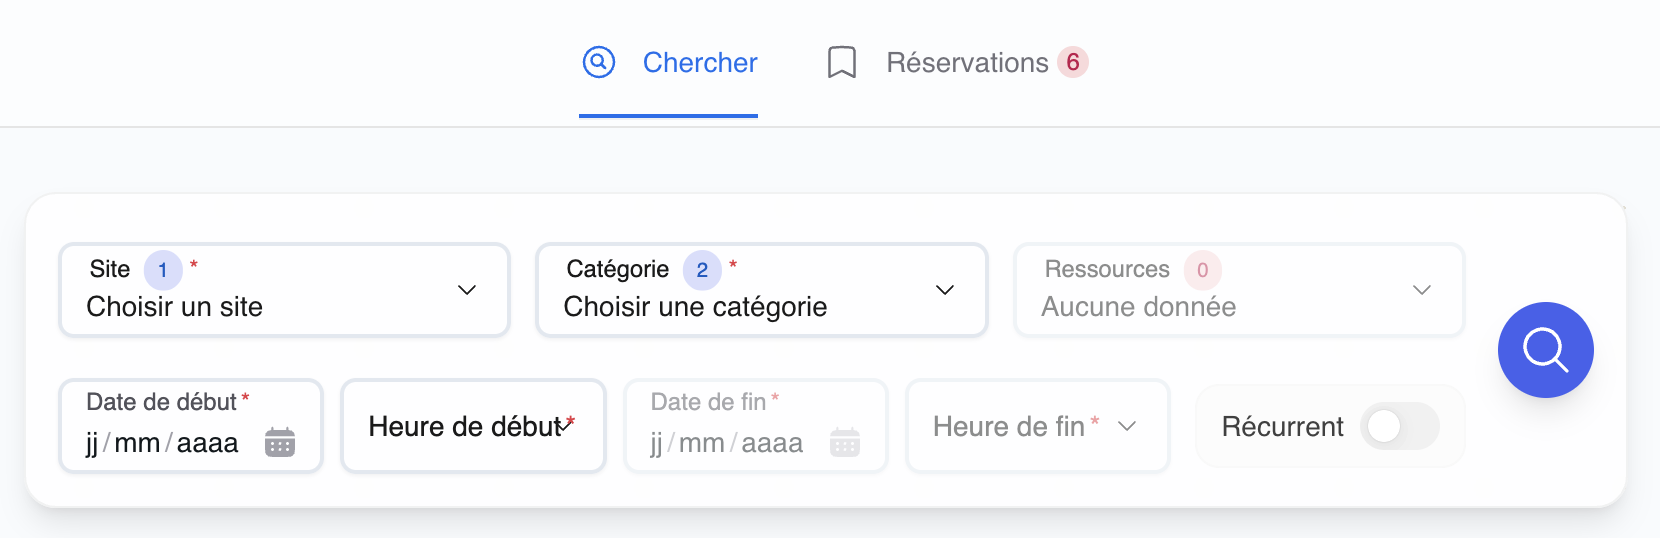 Chercher
Réservations 6
Site 1 *
Choisir un site
Catégorie 2 *
Choisir une catégorie
Ressources 0
Aucune donnée
Date de début *
jj/mm/aaaa
Heure de début *
Date de fin *
jj/mm/aaaa
Heure de fin *
Récurrent